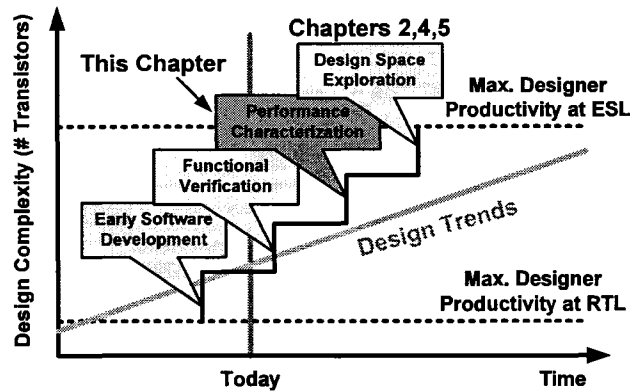 Chapters 2,4,5
Design Space
Exploration
This Chapter
Max. Designer
Productivity at ESL
Performance
Characterization
Functional
Verification
Early Software
Development
Design Trends
Max. Designer
Productivity at RTL
Design Complexity (# Transistors)
Today
Time